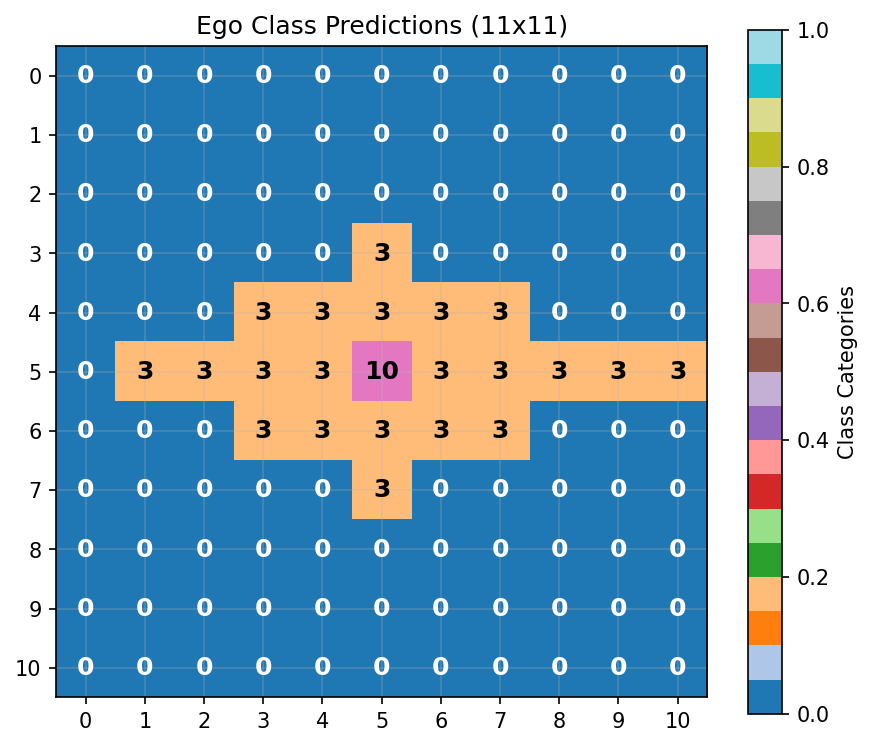 Ego Class Predictions (11x11)
0 0 0 0 0 0 0 0 0 0 0 0
1 0 0 0 0 0 0 0 0 0 0 0
2 0 0 0 0 0 0 0 0 0 0 0
3 0 0 0 0 0 3 0 0 0 0 0
4 0 0 0 3 3 3 3 3 0 0 0
5 0 3 3 3 3 10 3 3 3 3 3
6 0 0 0 3 3 3 3 3 0 0 0
7 0 0 0 0 0 3 0 0 0 0 0
8 0 0 0 0 0 0 0 0 0 0 0
9 0 0 0 0 0 0 0 0 0 0 0
10 0 0 0 0 0 0 0 0 0 0 0
0 1 2 3 4 5 6 7 8 9 10
1.0
0.8
0.6
0.4
0.2
0.0
Class Categories